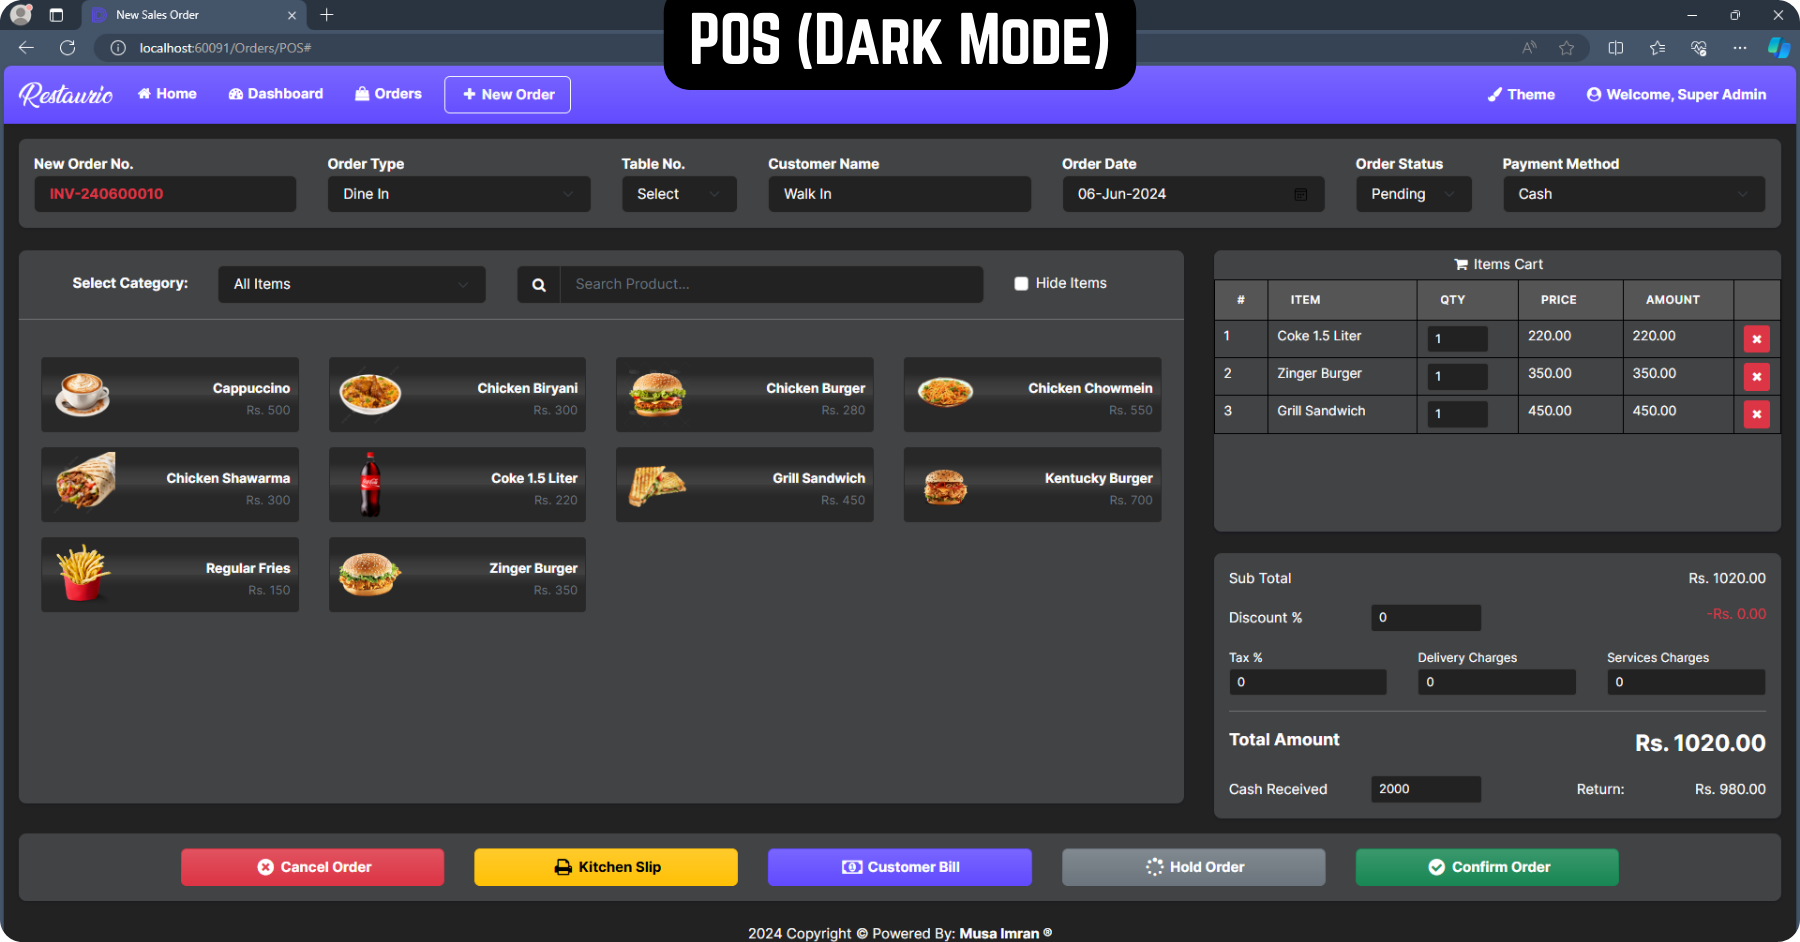 New Sales Order
POS (Dark Mode)
localhost:60091/Orders/POS#
Restaurio
Home
Dashboard
Orders
+ New Order
Theme
Welcome, Super Admin
New Order No.
Order Type
Table No.
Customer Name
Order Date
Order Status
Payment Method
INV-240600010
Dine In
Select
Walk In
06-Jun-2024
Pending
Cash
Select Category:
All Items
Search Product...
Hide Items
Cappuccino
Rs. 500
Chicken Biryani
Rs. 300
Chicken Burger
Rs. 280
Chicken Chowmein
Rs. 550
Chicken Shawarma
Rs. 300
Coke 1.5 Liter
Rs. 220
Grill Sandwich
Rs. 450
Kentucky Burger
Rs. 700
Regular Fries
Rs. 150
Zinger Burger
Rs. 350
Items Cart
# ITEM QTY PRICE AMOUNT
1 Coke 1.5 Liter 1 220.00 220.00
2 Zinger Burger 1 350.00 350.00
3 Grill Sandwich 1 450.00 450.00
Sub Total Rs. 1020.00
Discount % 0 -Rs. 0.00
Tax % Delivery Charges Services Charges
0 0 0
Total Amount Rs. 1020.00
Cash Received 2000 Return: Rs. 980.00
Cancel Order
Kitchen Slip
Customer Bill
Hold Order
Confirm Order
2024 Copyright © Powered By: Musa Imran ®